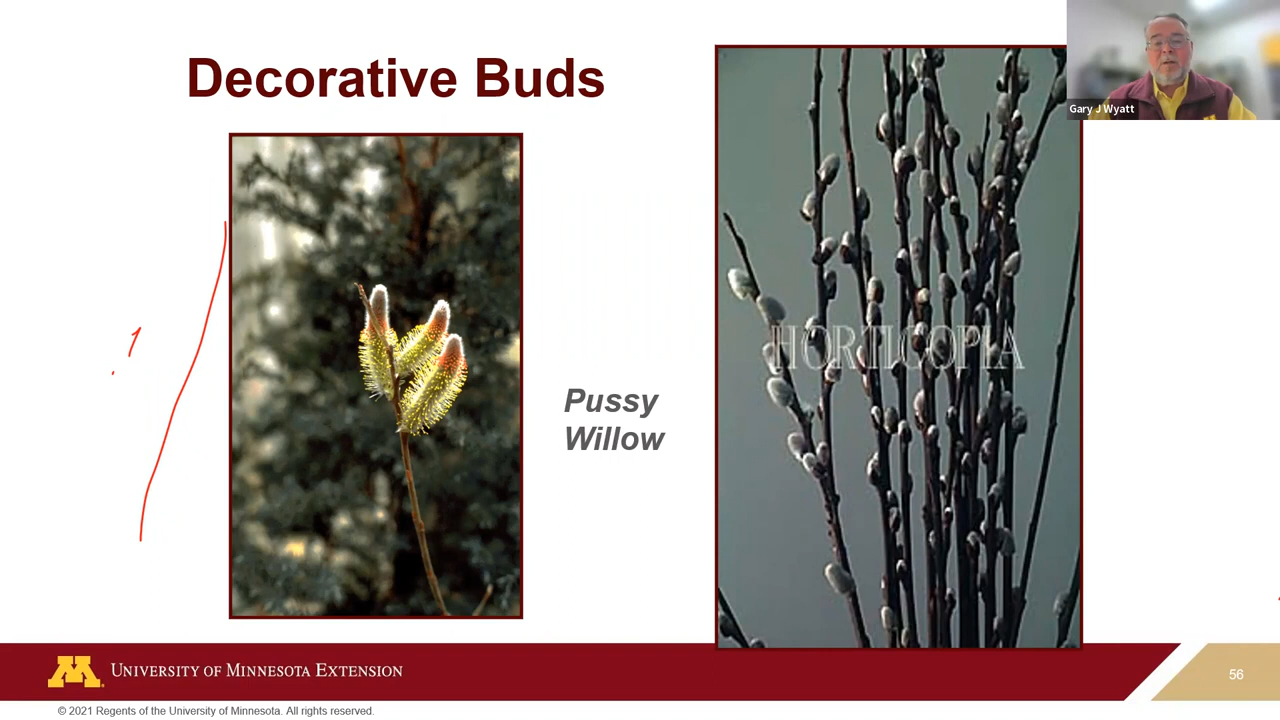 Decorative Buds
Gary J Wyatt
HORTICOPIA
Pussy
Willow
UNIVERSITY OF MINNESOTA EXTENSION
56
© 2021 Regents of the University of Minnesota. All rights reserved.